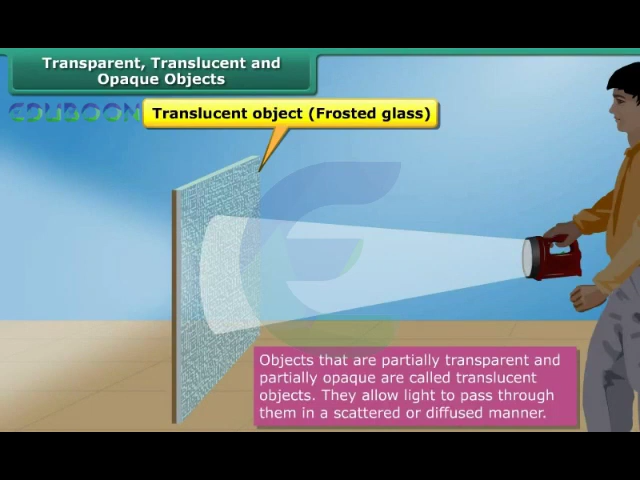 Transparent, Translucent and
Opaque Objects
EDUBOON
Translucent object (Frosted glass)
Objects that are partially transparent and
partially opaque are called translucent
objects. They allow light to pass through
them in a scattered or diffused manner.